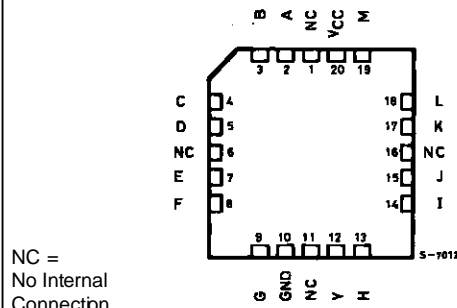 B A NC VCC M
3 2 1 20 19
C 4 18 L
D 5 17 K
NC 6 16 NC
E 7 15 J
F 8 14 I
9 10 11 12 13
S-7012
G GND NC Y H
NC =
No Internal
Connection